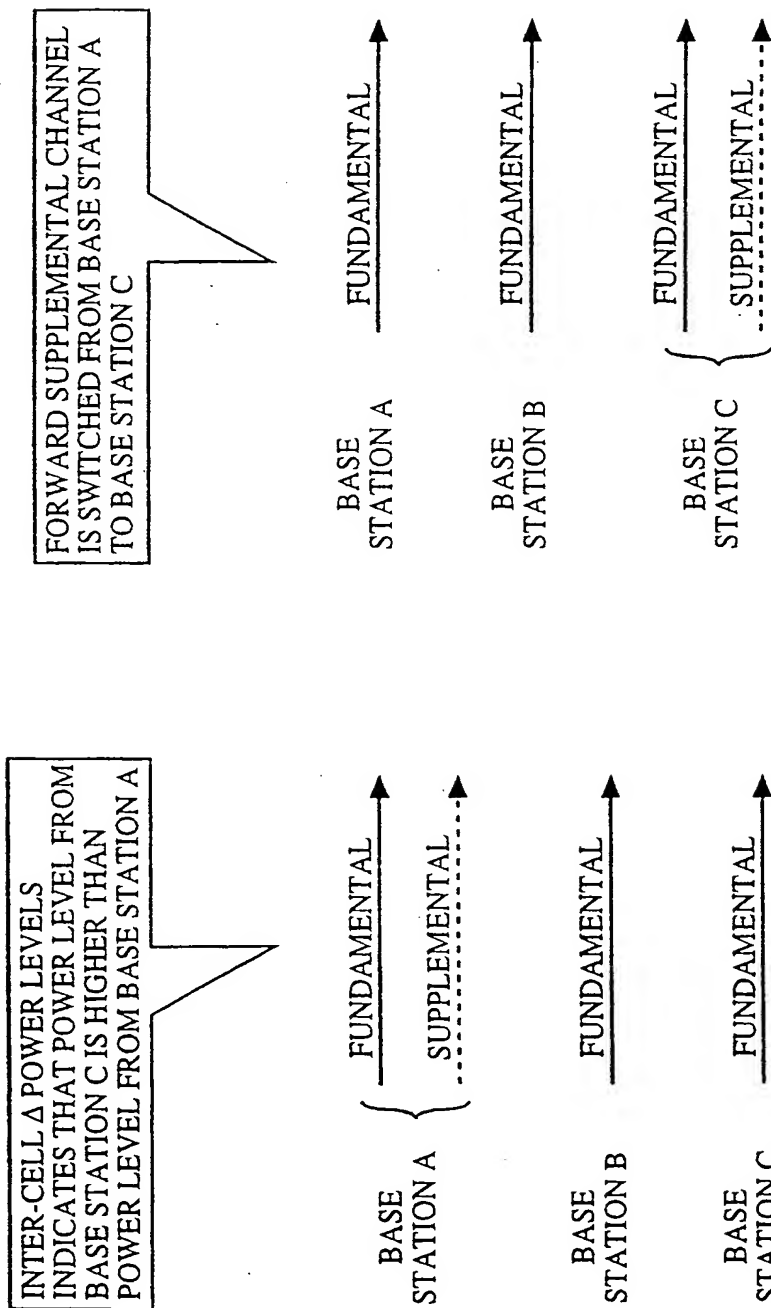 INTER-CELL Δ POWER LEVELS
INDICATES THAT POWER LEVEL FROM
BASE STATION C IS HIGHER THAN
POWER LEVEL FROM BASE STATION A
BASE
STATION A
FUNDAMENTAL
SUPPLEMENTAL
BASE
STATION B
FUNDAMENTAL
BASE
STATION C
FUNDAMENTAL
FORWARD SUPPLEMENTAL CHANNEL
IS SWITCHED FROM BASE STATION A
TO BASE STATION C
BASE
STATION A
FUNDAMENTAL
BASE
STATION B
FUNDAMENTAL
BASE
STATION C
FUNDAMENTAL
SUPPLEMENTAL